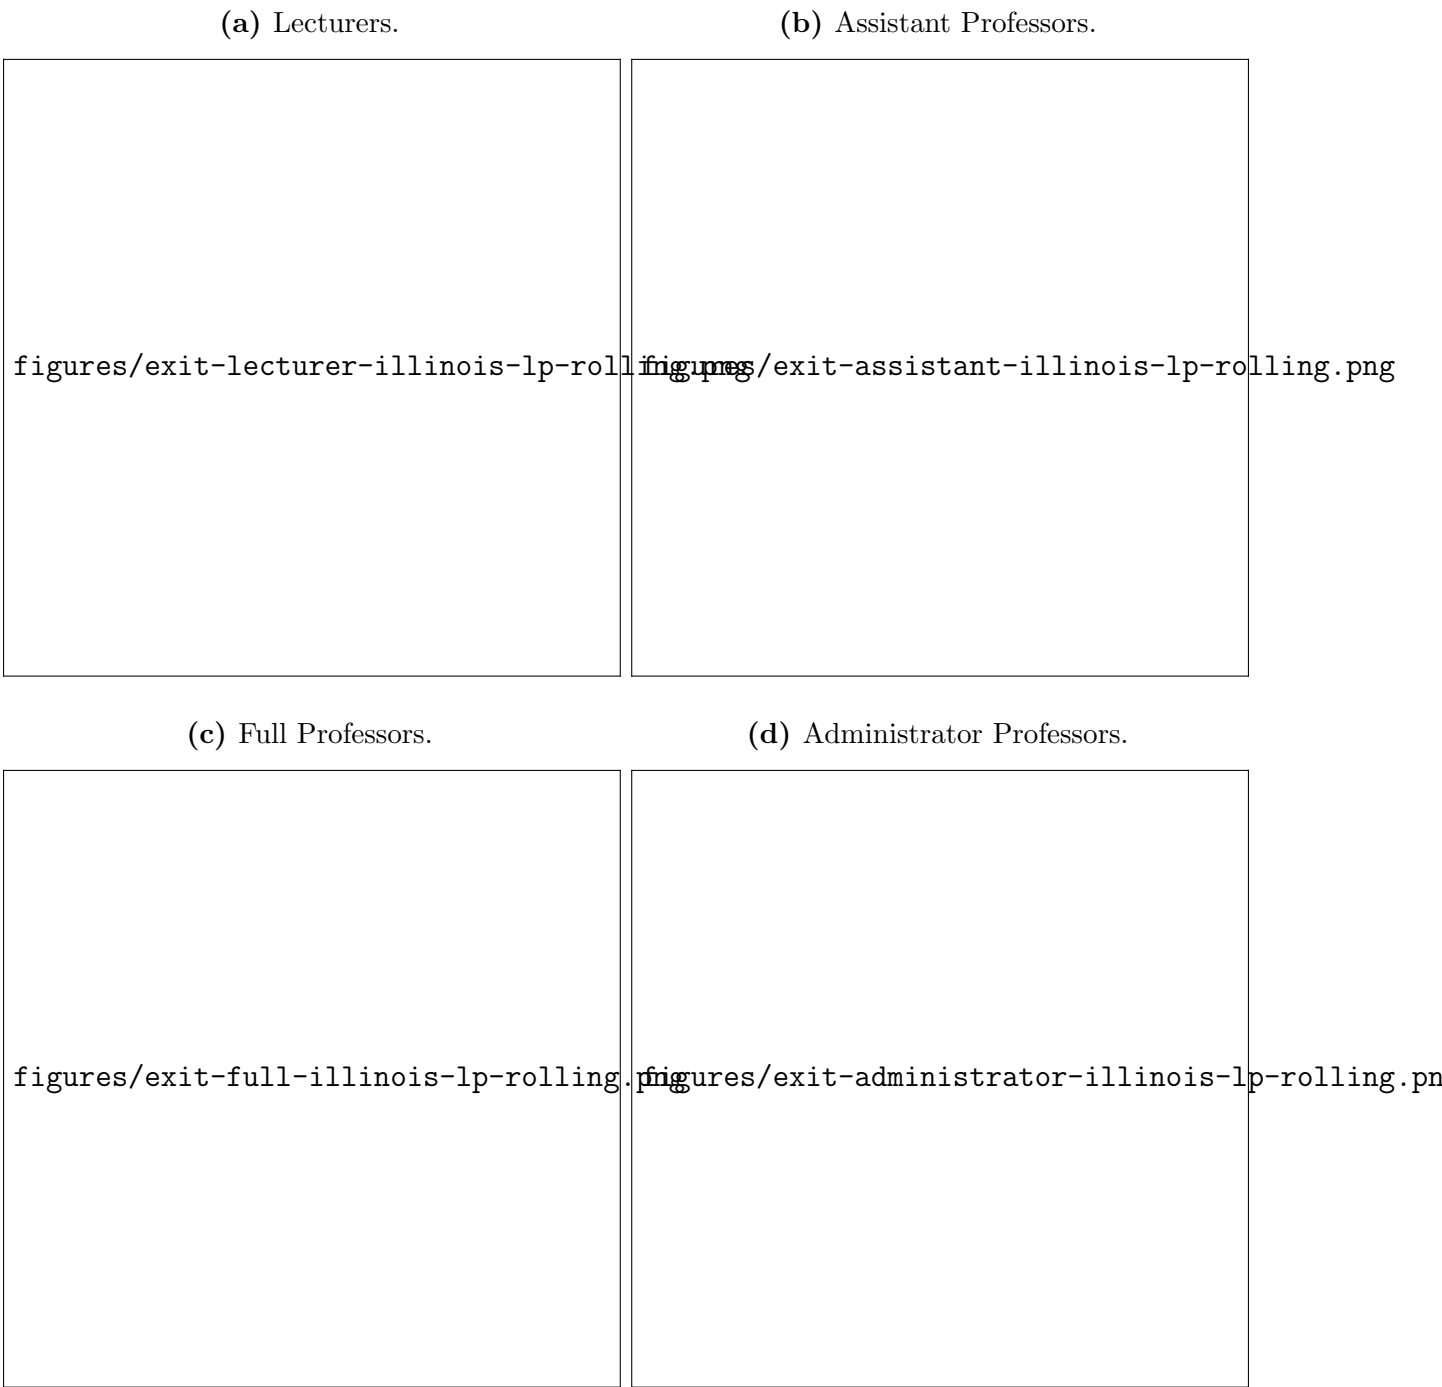 (a) Lecturers.
(b) Assistant Professors.
figures/exit-lecturer-illinois-lp-rolling.png
figures/exit-assistant-illinois-lp-rolling.png
(c) Full Professors.
(d) Administrator Professors.
figures/exit-full-illinois-lp-rolling.png
figures/exit-administrator-illinois-lp-rolling.pn